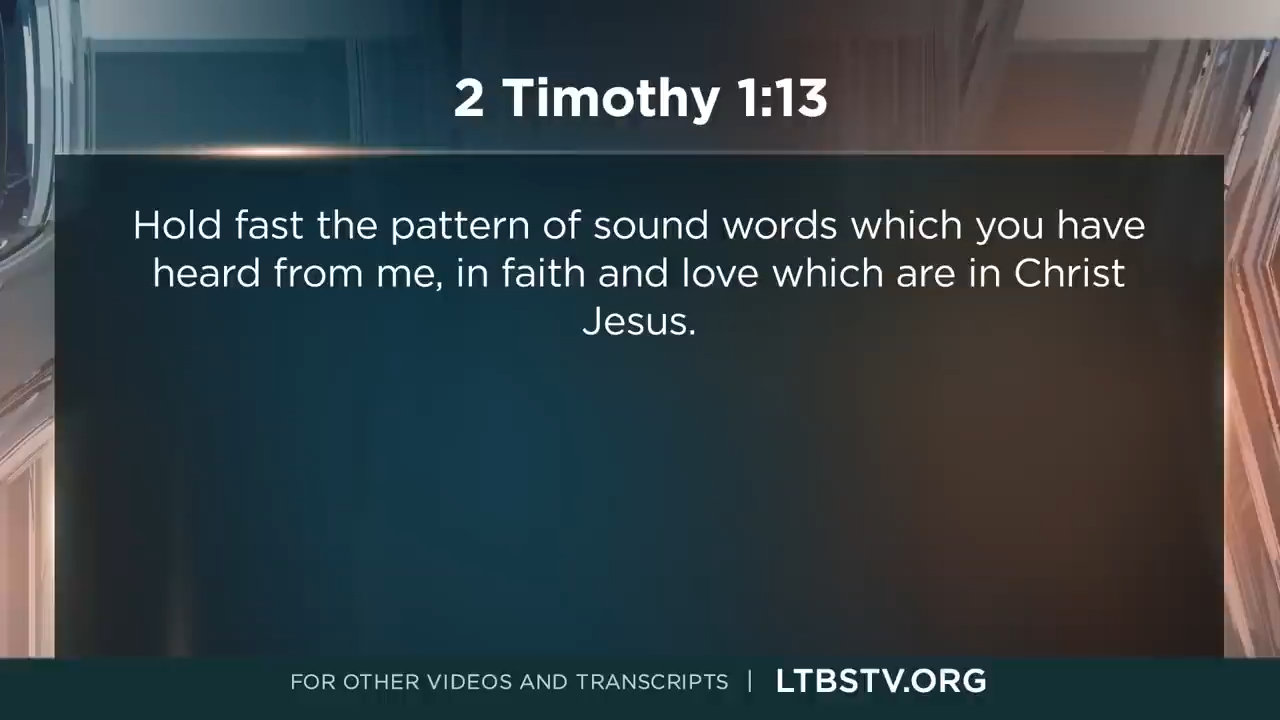 2 Timothy 1:13
Hold fast the pattern of sound words which you have
heard from me, in faith and love which are in Christ
Jesus.
FOR OTHER VIDEOS AND TRANSCRIPTS | LTBSTV.ORG